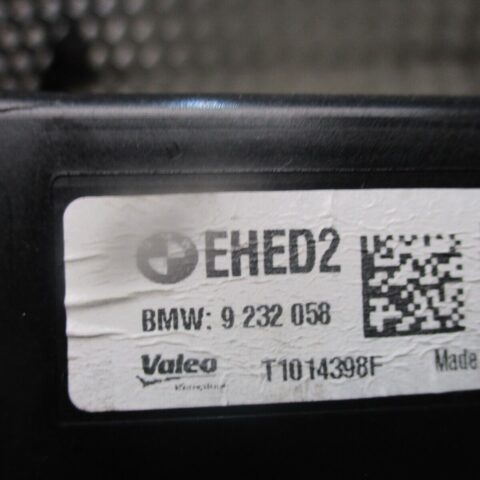 EHED2
BMW: 9 232 058
Valeo T1014398F Made